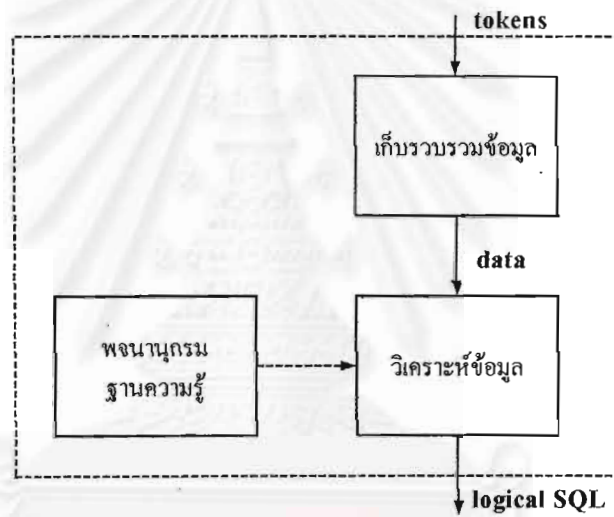 tokens
เก็บรวบรวมข้อมูล
data
พจนานุกรม
ฐานความรู้
วิเคราะห์ข้อมูล
logical SQL